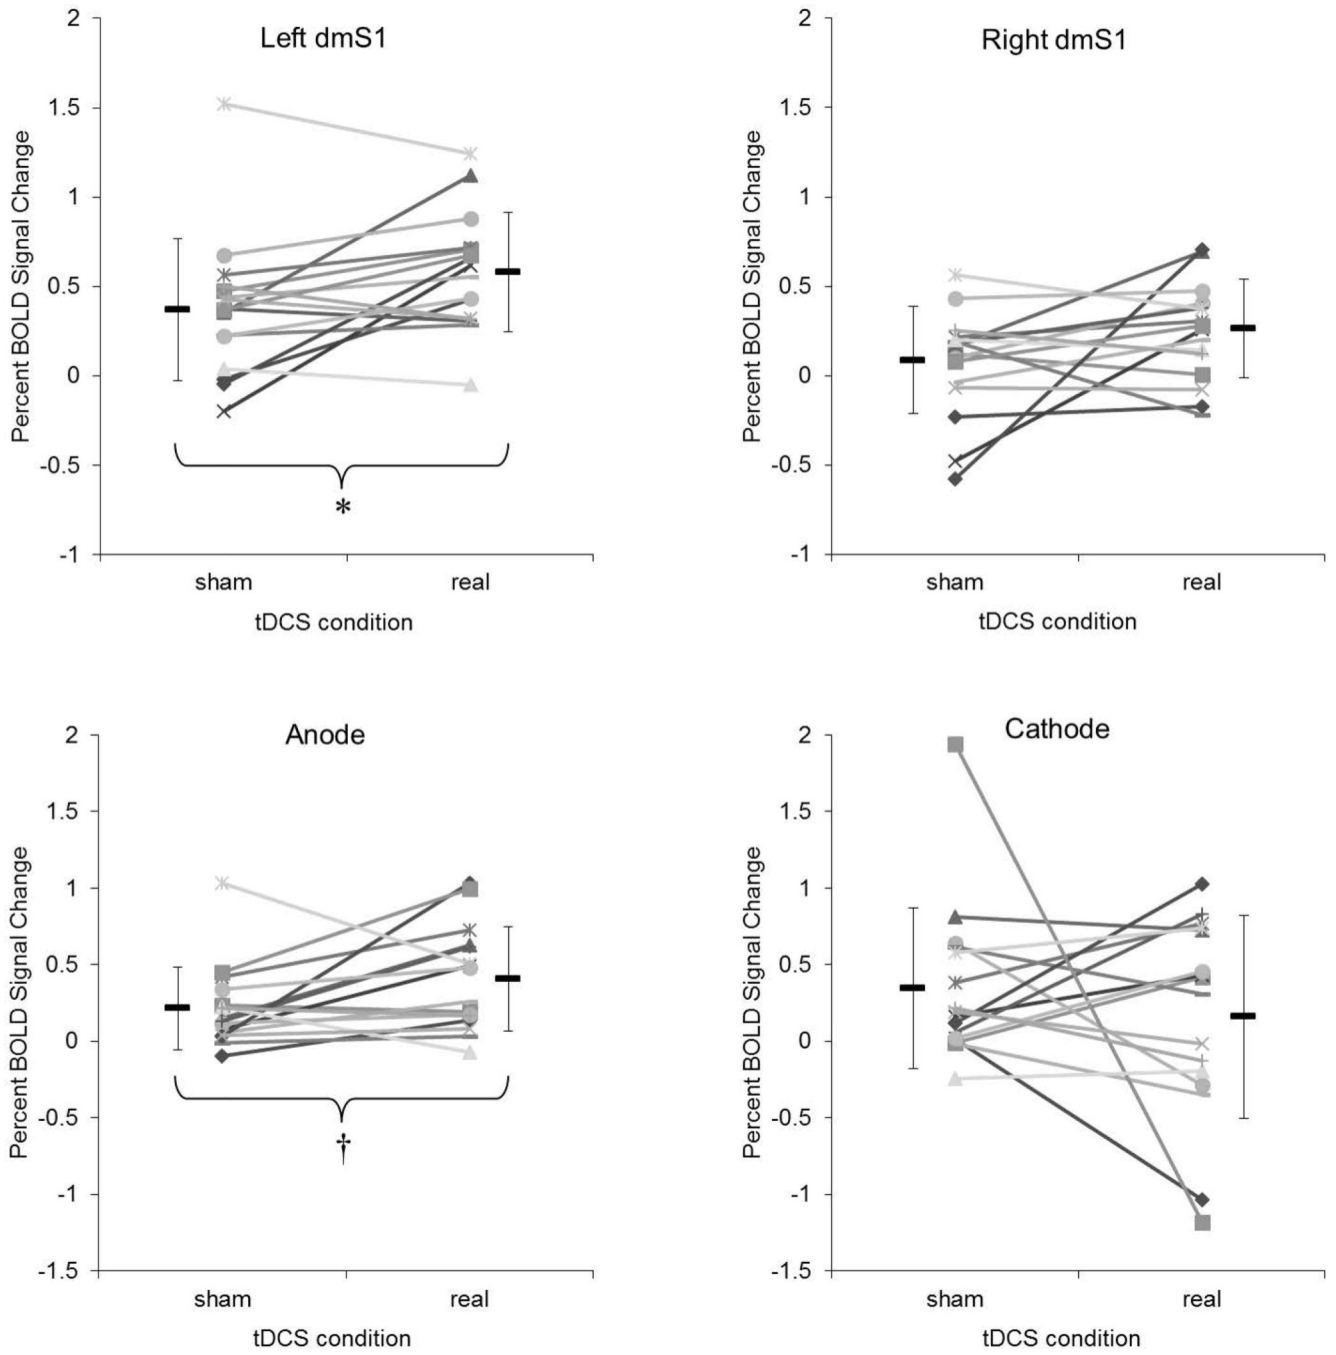 Left dmS1
Percent BOLD Signal Change
2
1.5
1
0.5
0
-0.5
-1
*
sham real
tDCS condition
Right dmS1
Percent BOLD Signal Change
2
1.5
1
0.5
0
-0.5
-1
sham real
tDCS condition
Anode
Percent BOLD Signal Change
2
1.5
1
0.5
0
-0.5
-1
-1.5
†
sham real
tDCS condition
Cathode
Percent BOLD Signal Change
2
1.5
1
0.5
0
-0.5
-1
-1.5
sham real
tDCS condition